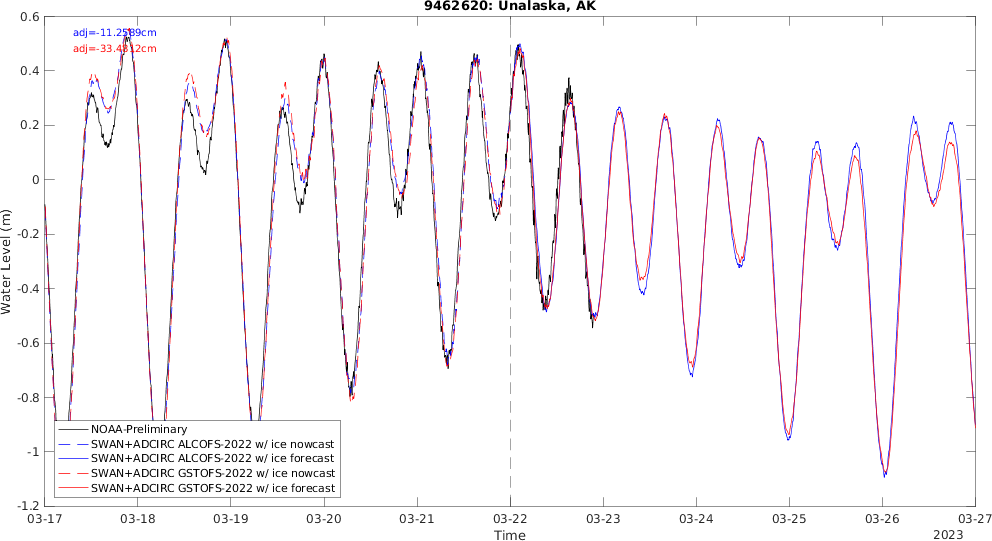 9462620: Unalaska, AK
adj=-11.2589cm
adj=-33.4812cm
0.6
0.4
0.2
0
-0.2
-0.4
-0.6
-0.8
-1
-1.2
Water Level (m)
NOAA-Preliminary
SWAN+ADCIRC ALCOFS-2022 w/ ice nowcast
SWAN+ADCIRC ALCOFS-2022 w/ ice forecast
SWAN+ADCIRC GSTOFS-2022 w/ ice nowcast
SWAN+ADCIRC GSTOFS-2022 w/ ice forecast
03-17 03-18 03-19 03-20 03-21 03-22 03-23 03-24 03-25 03-26 03-27
Time
2023